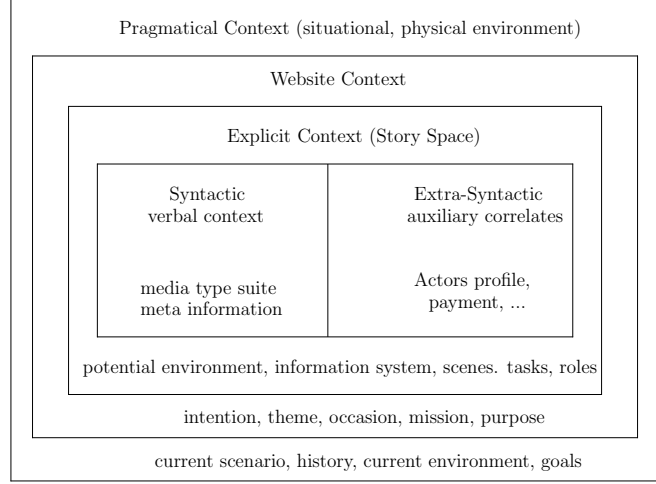 Pragmatical Context (situational, physical environment)
Website Context
Explicit Context (Story Space)
Syntactic
verbal context
media type suite
meta information
Extra-Syntactic
auxiliary correlates
Actors profile,
payment, ...
potential environment, information system, scenes. tasks, roles
intention, theme, occasion, mission, purpose
current scenario, history, current environment, goals